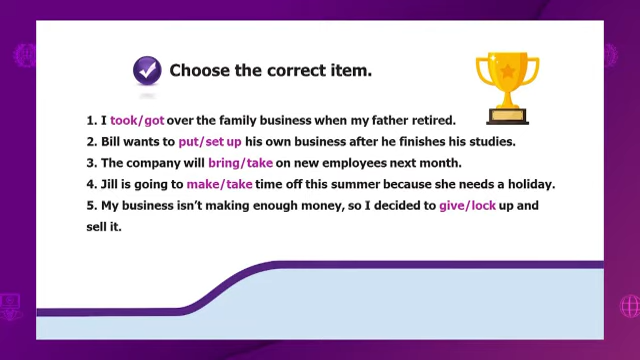 Choose the correct item.
1. I took/got over the family business when my father retired.
2. Bill wants to put/set up his own business after he finishes his studies.
3. The company will bring/take on new employees next month.
4. Jill is going to make/take time off this summer because she needs a holiday.
5. My business isn't making enough money, so I decided to give/lock up and
sell it.